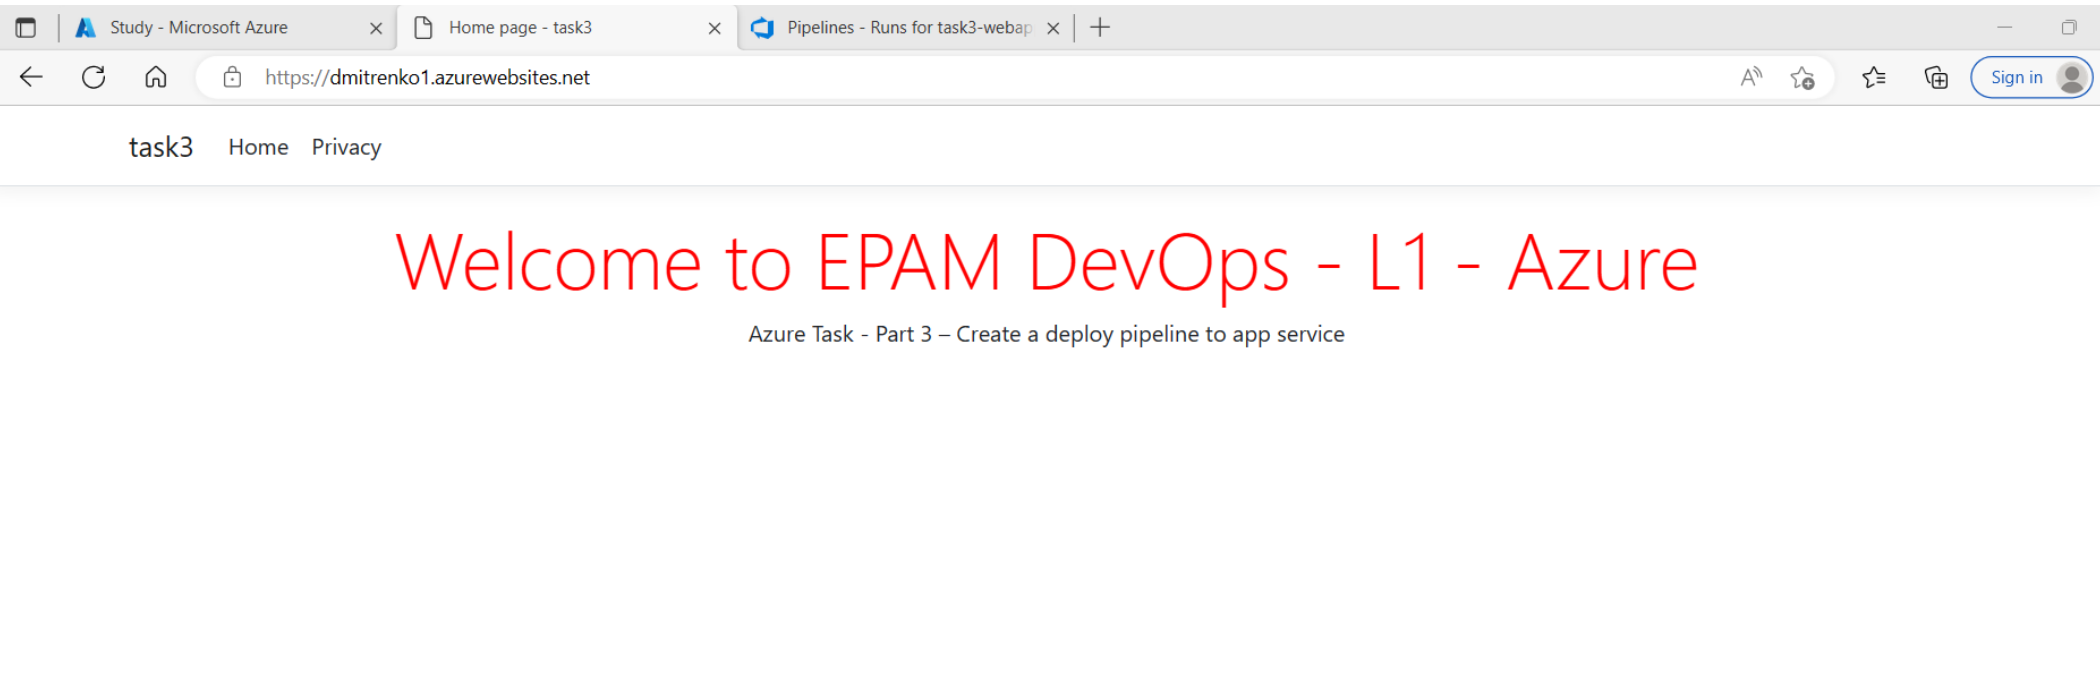 Study - Microsoft Azure
Home page - task3
Pipelines - Runs for task3-webap
https://dmitrenko1.azurewebsites.net
Sign in
task3 Home Privacy
Welcome to EPAM DevOps - L1 - Azure
Azure Task - Part 3 – Create a deploy pipeline to app service